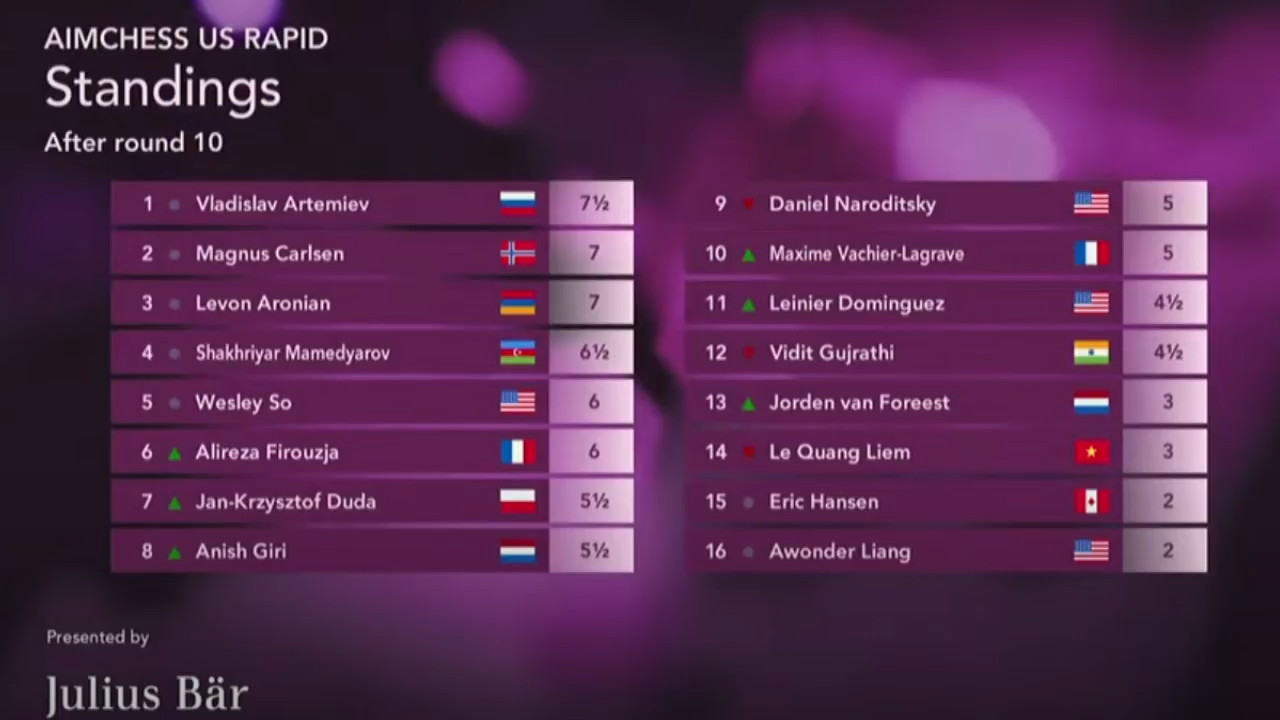 AIMCHESS US RAPID
Standings
After round 10
1 Vladislav Artemiev 7½
2 Magnus Carlsen 7
3 Levon Aronian 7
4 Shakhriyar Mamedyarov 6½
5 Wesley So 6
6 Alireza Firouzja 6
7 Jan-Krzysztof Duda 5½
8 Anish Giri 5½
9 Daniel Naroditsky 5
10 Maxime Vachier-Lagrave 5
11 Leinier Dominguez 4½
12 Vidit Gujrathi 4½
13 Jorden van Foreest 3
14 Le Quang Liem 3
15 Eric Hansen 2
16 Awonder Liang 2
Presented by
Julius Bär